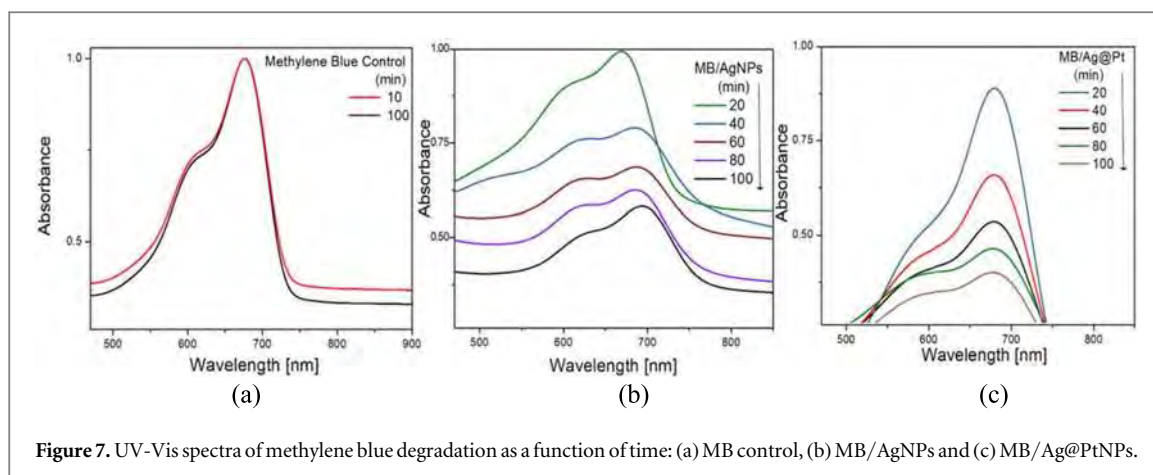 1.0
0.5
Absorbance
Methylene Blue Control
(min)
10
100
500 600 700 800 900
Wavelength [nm]
(a)
1.00
0.75
0.50
Absorbance
MB/AgNPs
(min)
20
40
60
80
100
500 600 700 800
Wavelength [nm]
(b)
1.00
0.50
Absorbance
MB/Ag@Pt
(min)
20
40
60
80
100
500 600 700 800
Wavelength [nm]
(c)
Figure 7. UV-Vis spectra of methylene blue degradation as a function of time: (a) MB control, (b) MB/AgNPs and (c) MB/Ag@PtNPs.